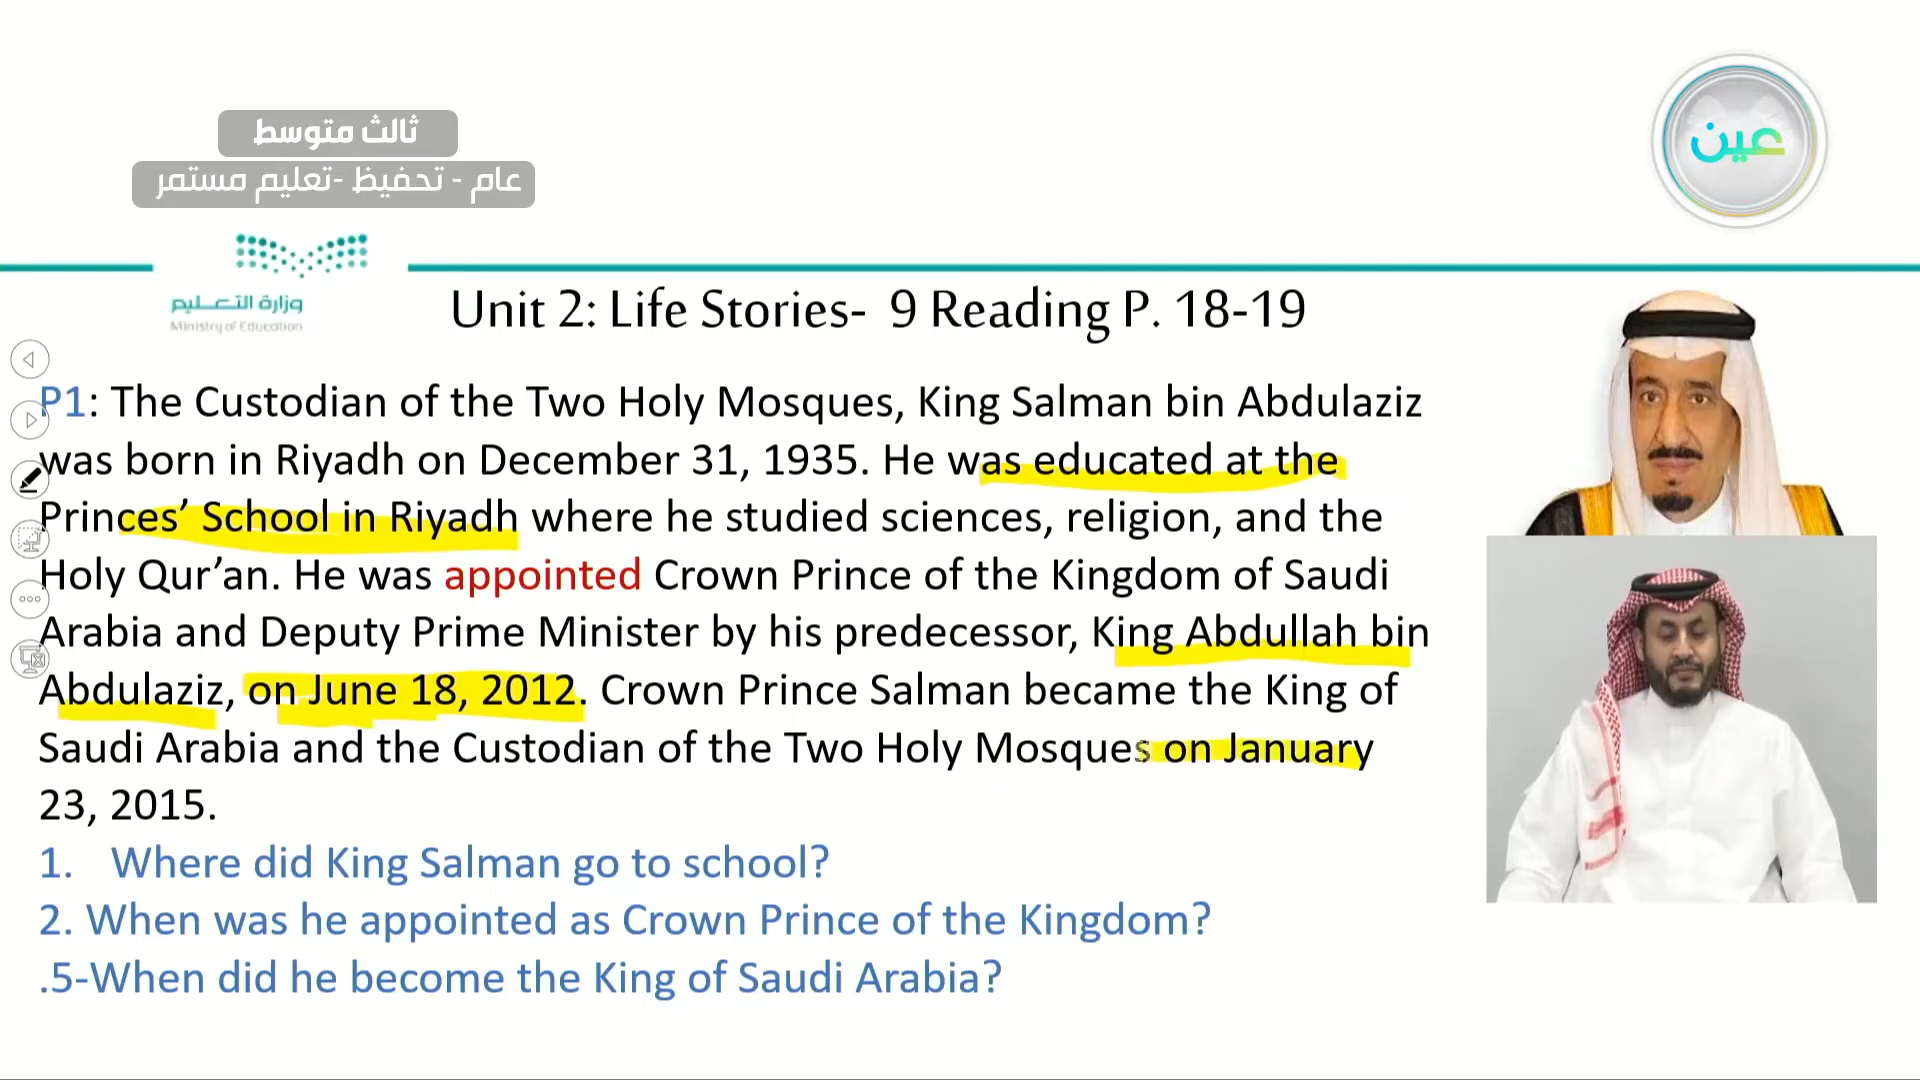 ثالث متوسط
عام - تحفيظ -تعليم مستمر
عين
وزارة التعليم
Ministry of Education
Unit 2: Life Stories- 9 Reading P. 18-19
P1: The Custodian of the Two Holy Mosques, King Salman bin Abdulaziz
was born in Riyadh on December 31, 1935. He was educated at the
Princes’ School in Riyadh where he studied sciences, religion, and the
Holy Qur’an. He was appointed Crown Prince of the Kingdom of Saudi
Arabia and Deputy Prime Minister by his predecessor, King Abdullah bin
Abdulaziz, on June 18, 2012. Crown Prince Salman became the King of
Saudi Arabia and the Custodian of the Two Holy Mosques on January
23, 2015.
1. Where did King Salman go to school?
2. When was he appointed as Crown Prince of the Kingdom?
.5-When did he become the King of Saudi Arabia?